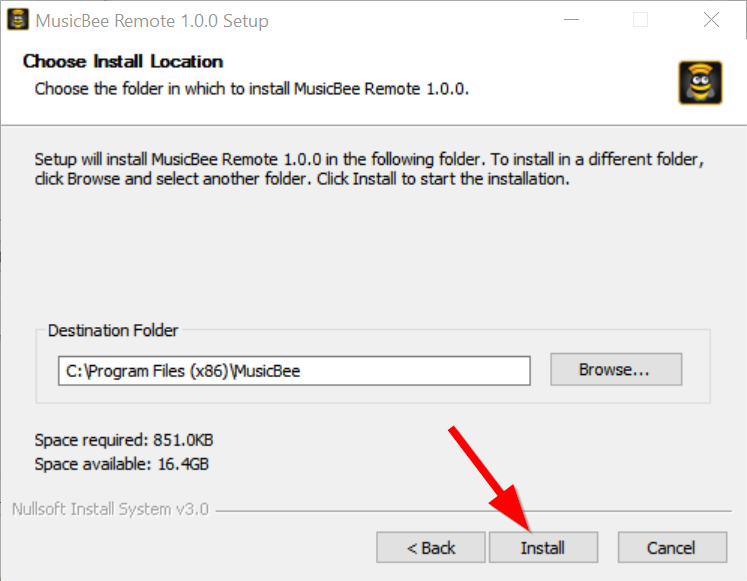 MusicBee Remote 1.0.0 Setup
Choose Install Location
Choose the folder in which to install MusicBee Remote 1.0.0.
Setup will install MusicBee Remote 1.0.0 in the following folder. To install in a different folder,
click Browse and select another folder. Click Install to start the installation.
Destination Folder
C:\Program Files (x86)\MusicBee
Browse...
Space required: 851.0KB
Space available: 16.4GB
Nullsoft Install System v3.0
< Back
Install
Cancel